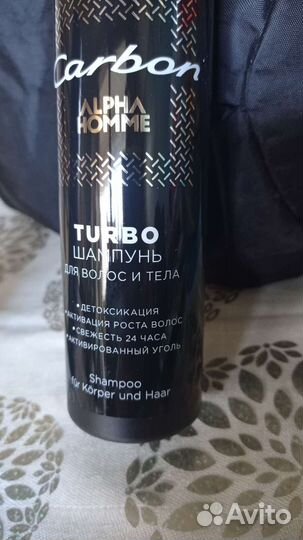 Carbon
ALPHA
HOMME
TURBO
ШАМПУНЬ
ДЛЯ ВОЛОС И ТЕЛА
•ДЕТОКСИКАЦИЯ
•АКТИВАЦИЯ РОСТА ВОЛОС
•СВЕЖЕСТЬ 24 ЧАСА
•АКТИВИРОВАННЫЙ УГОЛЬ
Shampoo
für Körper und Haar
Avito